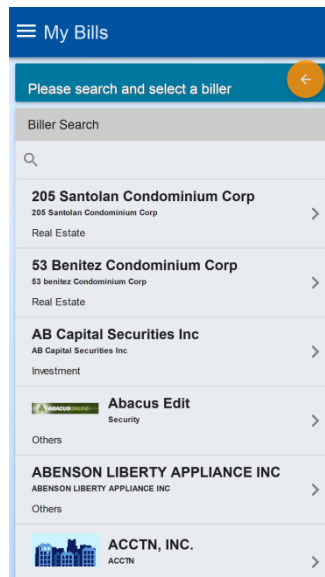 My Bills
Please search and select a biller
Biller Search
205 Santolan Condominium Corp
205 Santolan Condominium Corp
Real Estate
53 Benitez Condominium Corp
53 benitez Condominium Corp
Real Estate
AB Capital Securities Inc
AB Capital Securities Inc
Investment
Abacus Edit
Security
Others
ABENSON LIBERTY APPLIANCE INC
ABENSON LIBERTY APPLIANCE INC
Others
ACCTN, INC.
ACCTN